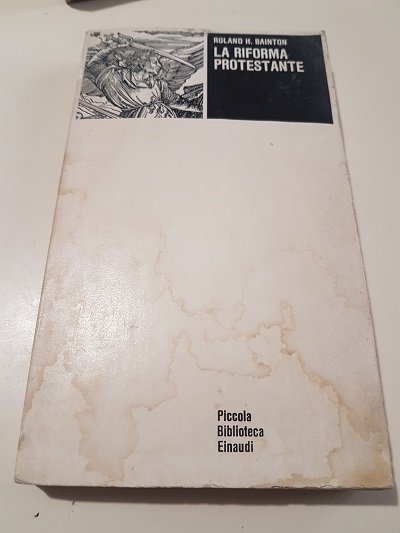 ROLAND H. BAINTON
LA RIFORMA
PROTESTANTE
Piccola
Biblioteca
Einaudi